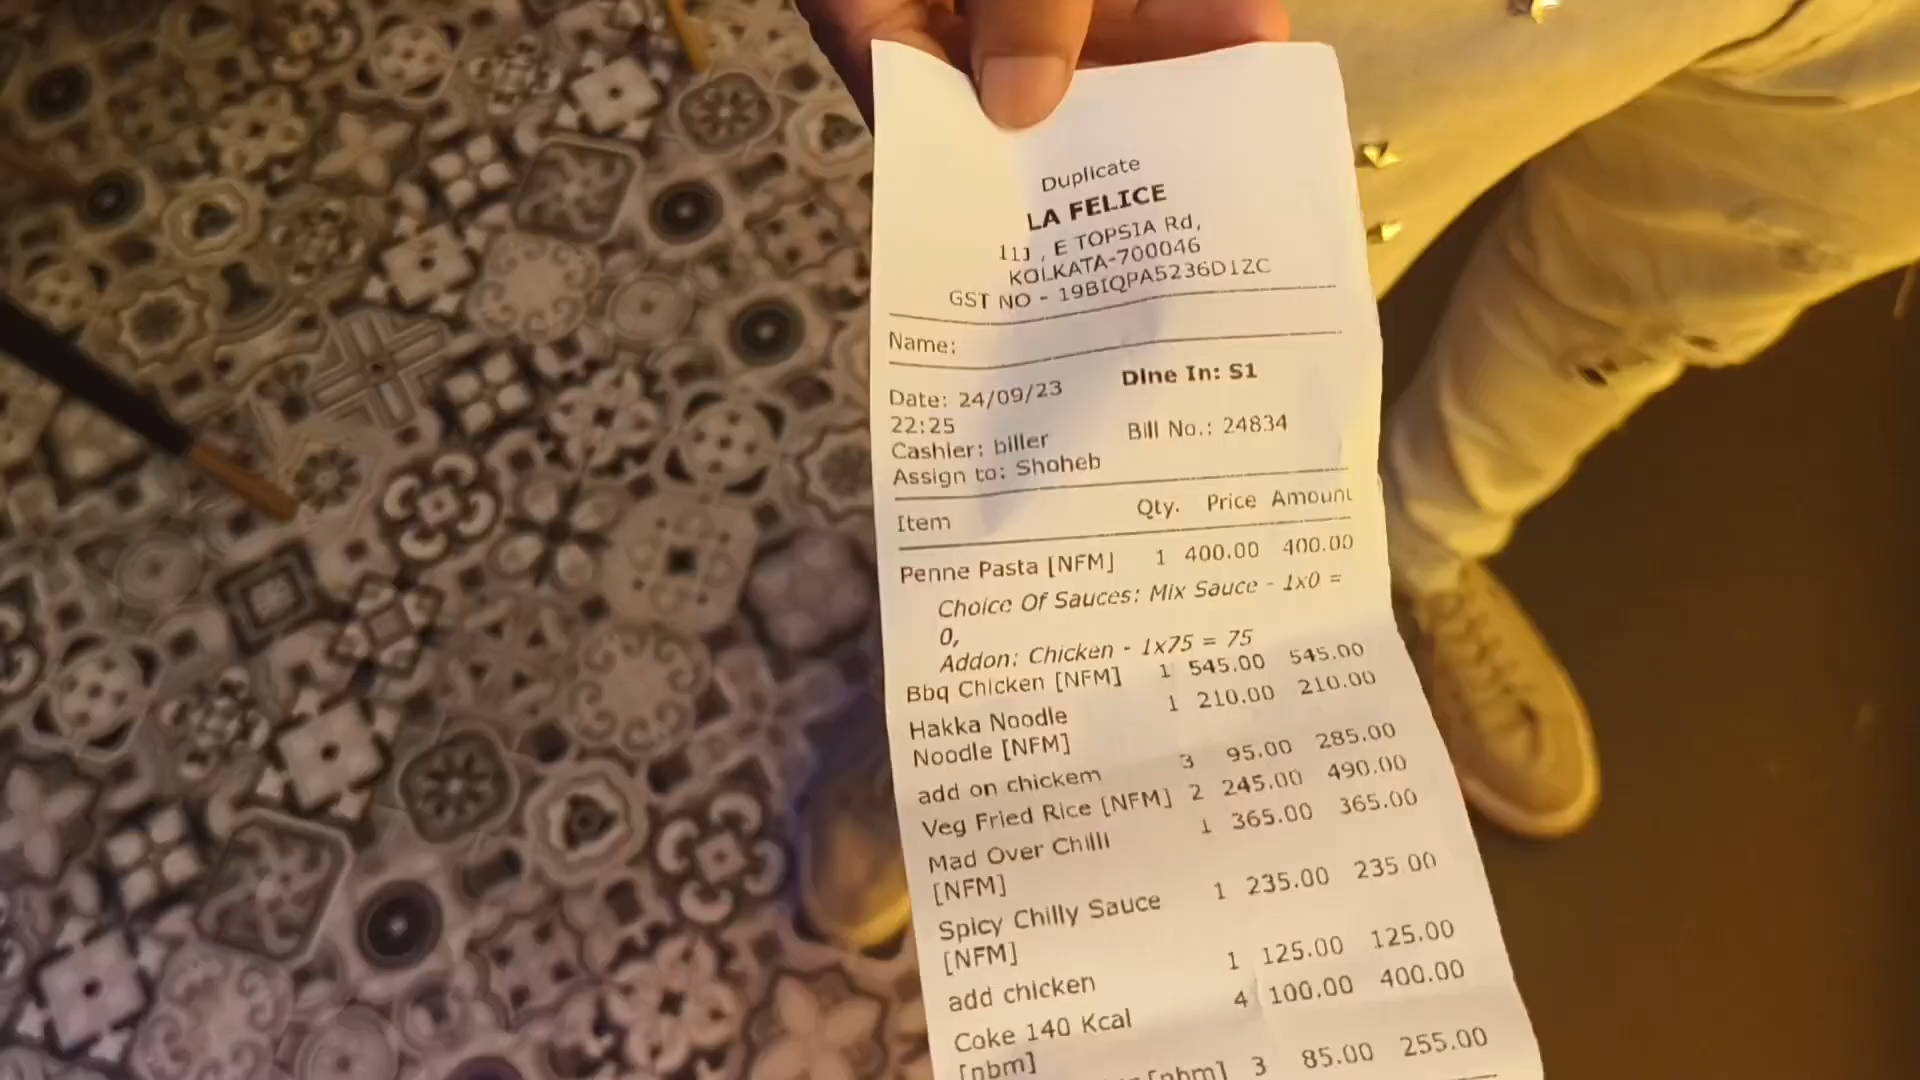 Duplicate
LA FELICE
11J , E TOPSIA Rd,
KOLKATA-700046
GST NO - 19BIQPA5236D1ZC
Name:
Date: 24/09/23 Dine In: S1
22:25
Cashier: biller Bill No.: 24834
Assign to: Shoheb
Item Qty. Price Amount
Penne Pasta [NFM] 1 400.00 400.00
Choice Of Sauces: Mix Sauce - 1x0 =
0,
Addon: Chicken - 1x75 = 75
Bbq Chicken [NFM] 1 545.00 545.00
Hakka Noodle 1 210.00 210.00
Noodle [NFM]
add on chickem 3 95.00 285.00
Veg Fried Rice [NFM] 2 245.00 490.00
Mad Over Chilli 1 365.00 365.00
[NFM]
Spicy Chilly Sauce 1 235.00 235.00
[NFM]
add chicken 1 125.00 125.00
Coke 140 Kcal 4 100.00 400.00
[nbm]
[nbm] 3 85.00 255.00